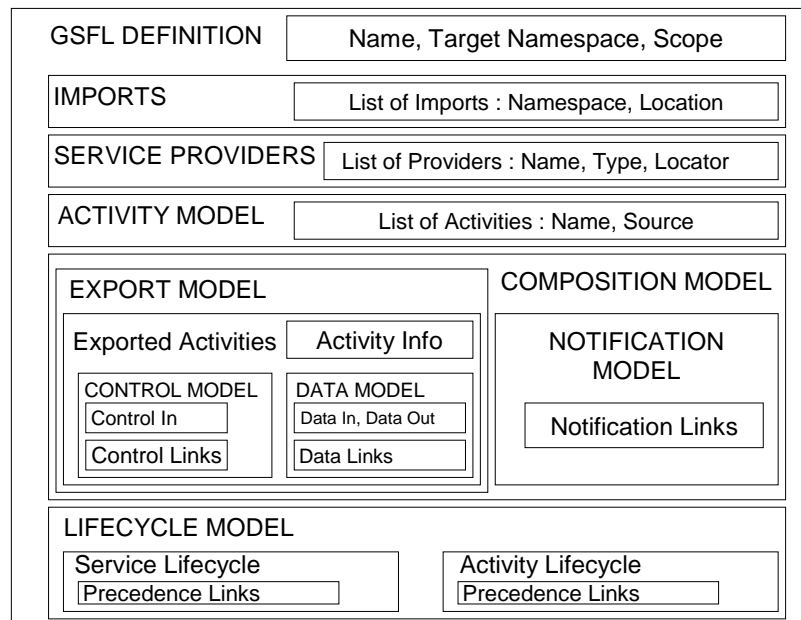 GSFL DEFINITION
Name, Target Namespace, Scope
IMPORTS
List of Imports : Namespace, Location
SERVICE PROVIDERS
List of Providers : Name, Type, Locator
ACTIVITY MODEL
List of Activities : Name, Source
EXPORT MODEL
Exported Activities
Activity Info
CONTROL MODEL
Control In
Control Links
DATA MODEL
Data In, Data Out
Data Links
COMPOSITION MODEL
NOTIFICATION
MODEL
Notification Links
LIFECYCLE MODEL
Service Lifecycle
Precedence Links
Activity Lifecycle
Precedence Links